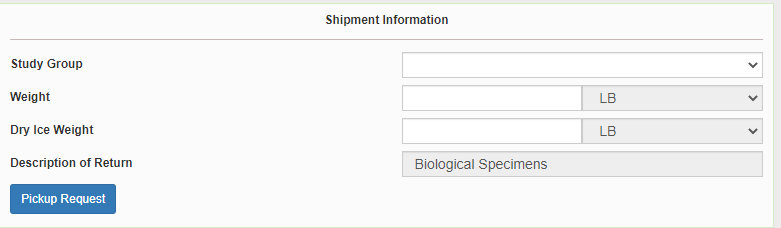 Shipment Information
Study Group
Weight LB
Dry Ice Weight LB
Description of Return Biological Specimens
Pickup Request